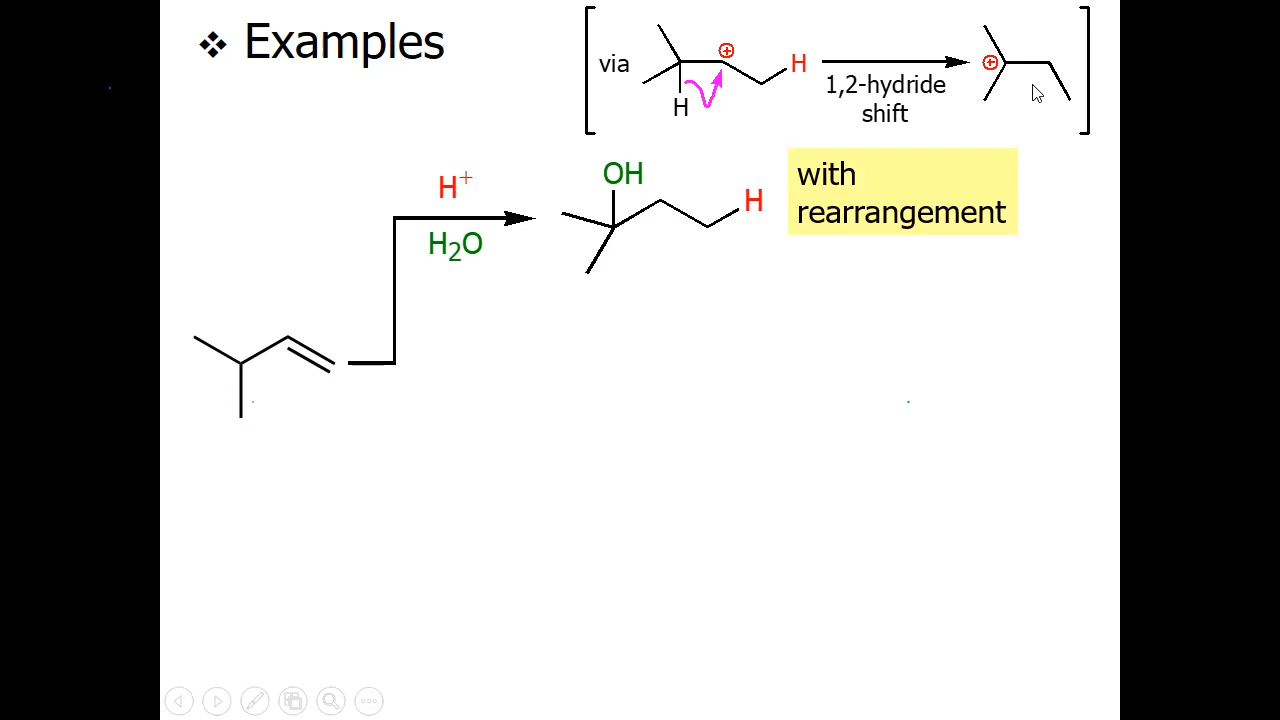 ❖ Examples
via
⊕
H
H
1,2-hydride
shift
⊕
H⁺
H₂O
OH
H
with
rearrangement